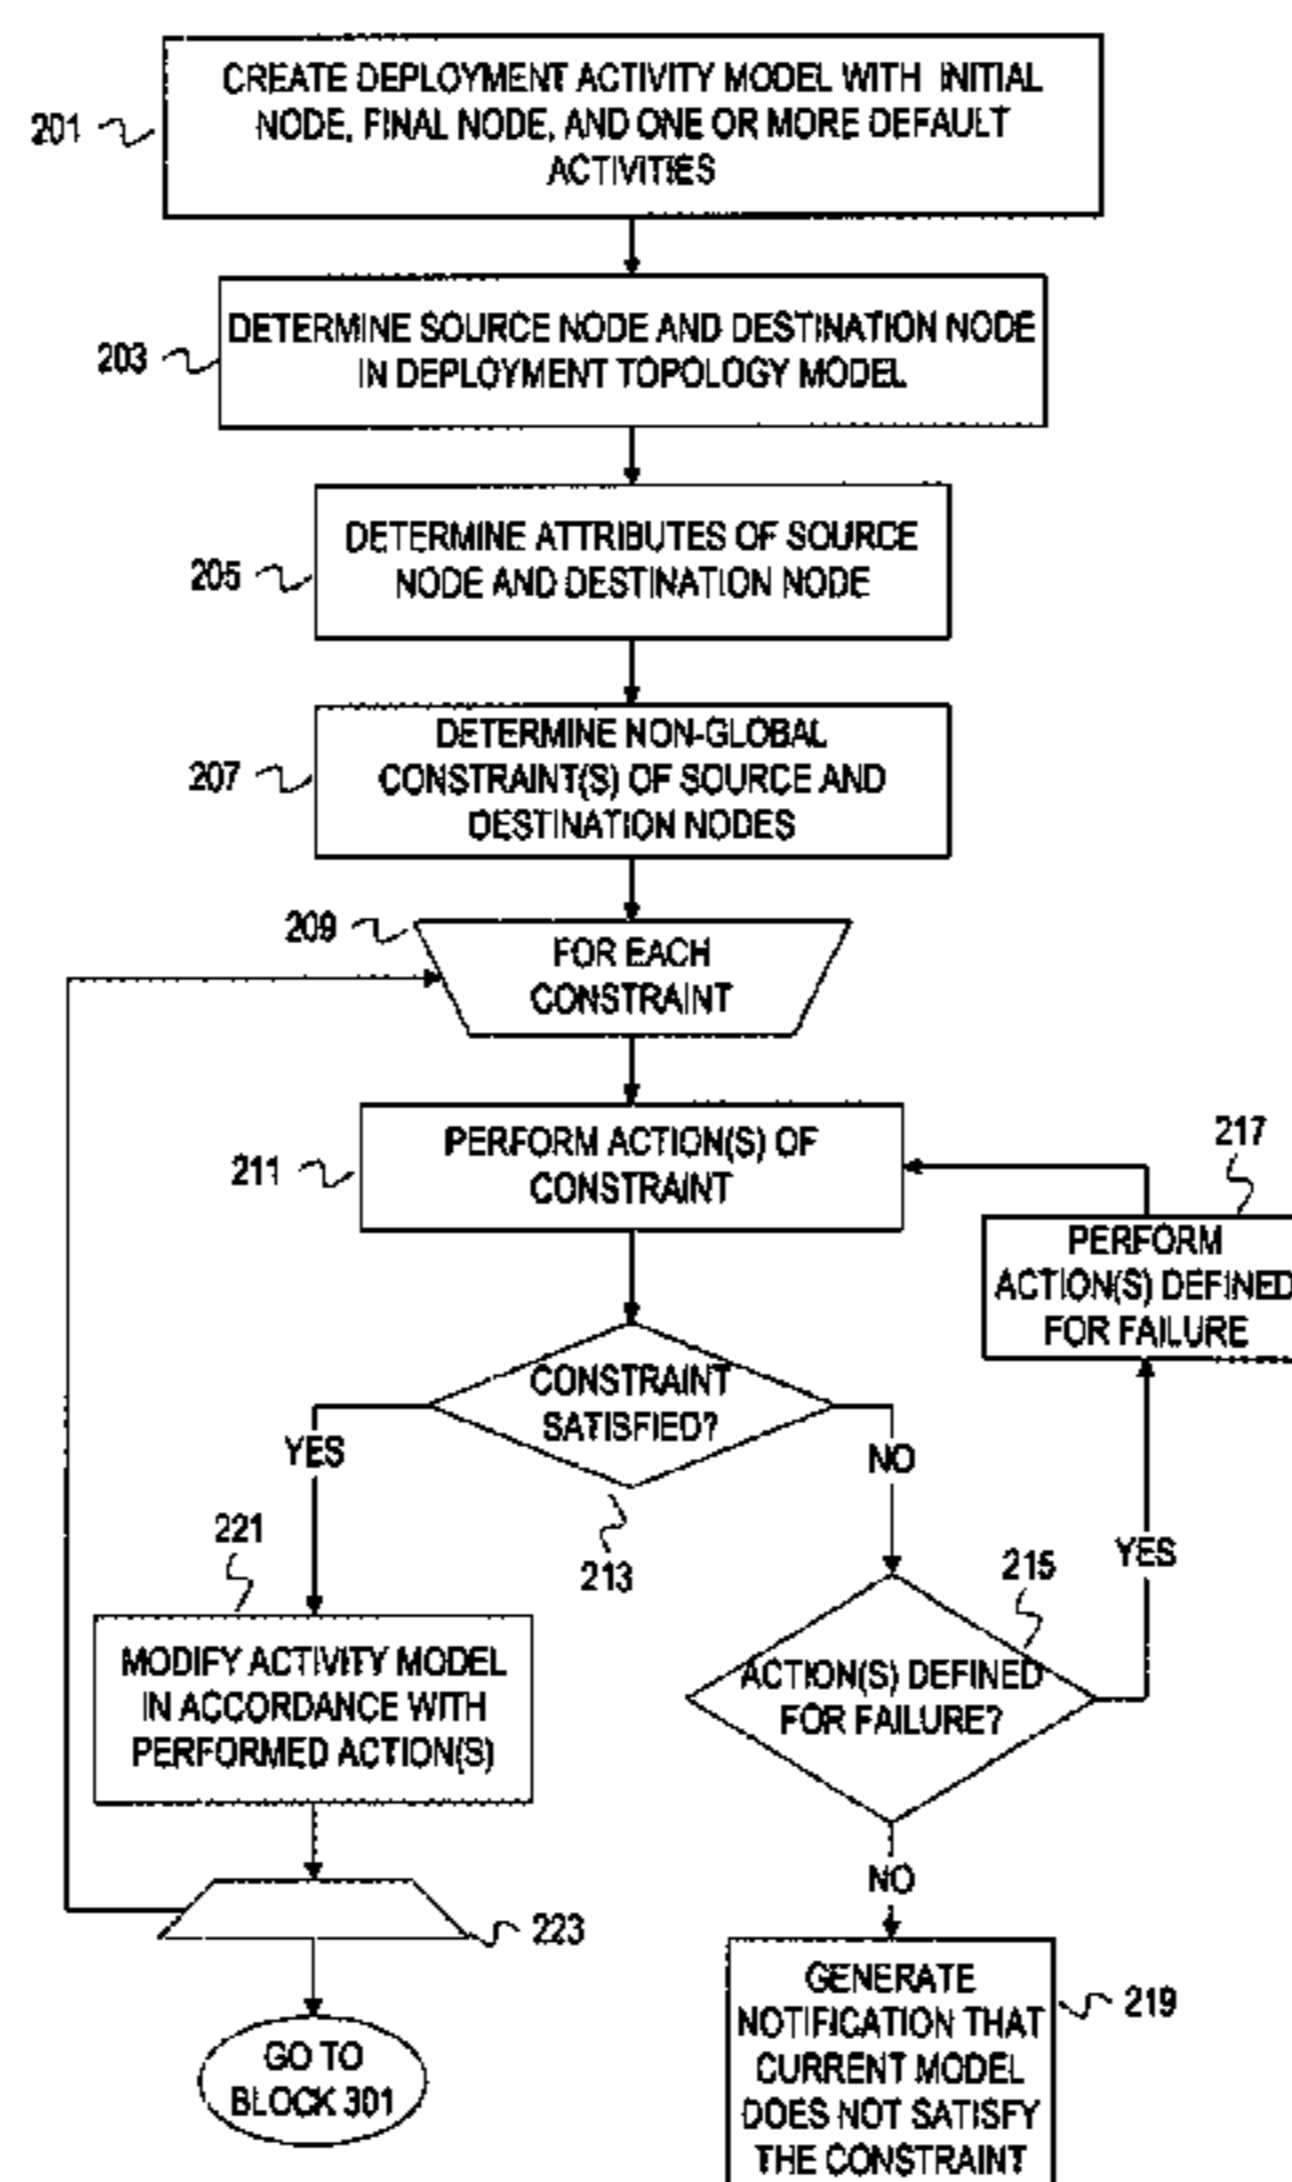 CREATE DEPLOYMENT ACTIVITY MODEL WITH INITIAL
NODE, FINAL NODE, AND ONE OR MORE DEFAULT
ACTIVITIES
201
DETERMINE SOURCE NODE AND DESTINATION NODE
IN DEPLOYMENT TOPOLOGY MODEL
203
DETERMINE ATTRIBUTES OF SOURCE
NODE AND DESTINATION NODE
205
DETERMINE NON-GLOBAL
CONSTRAINT(S) OF SOURCE AND
DESTINATION NODES
207
209
FOR EACH
CONSTRAINT
PERFORM ACTION(S) OF
CONSTRAINT
211
217
PERFORM
ACTION(S) DEFINED
FOR FAILURE
CONSTRAINT
SATISFIED?
YES
NO
213
221
215
YES
MODIFY ACTIVITY MODEL
IN ACCORDANCE WITH
PERFORMED ACTION(S)
ACTION(S) DEFINED
FOR FAILURE?
NO
223
GO TO
BLOCK 301
GENERATE
NOTIFICATION THAT
CURRENT MODEL
DOES NOT SATISFY
THE CONSTRAINT
219